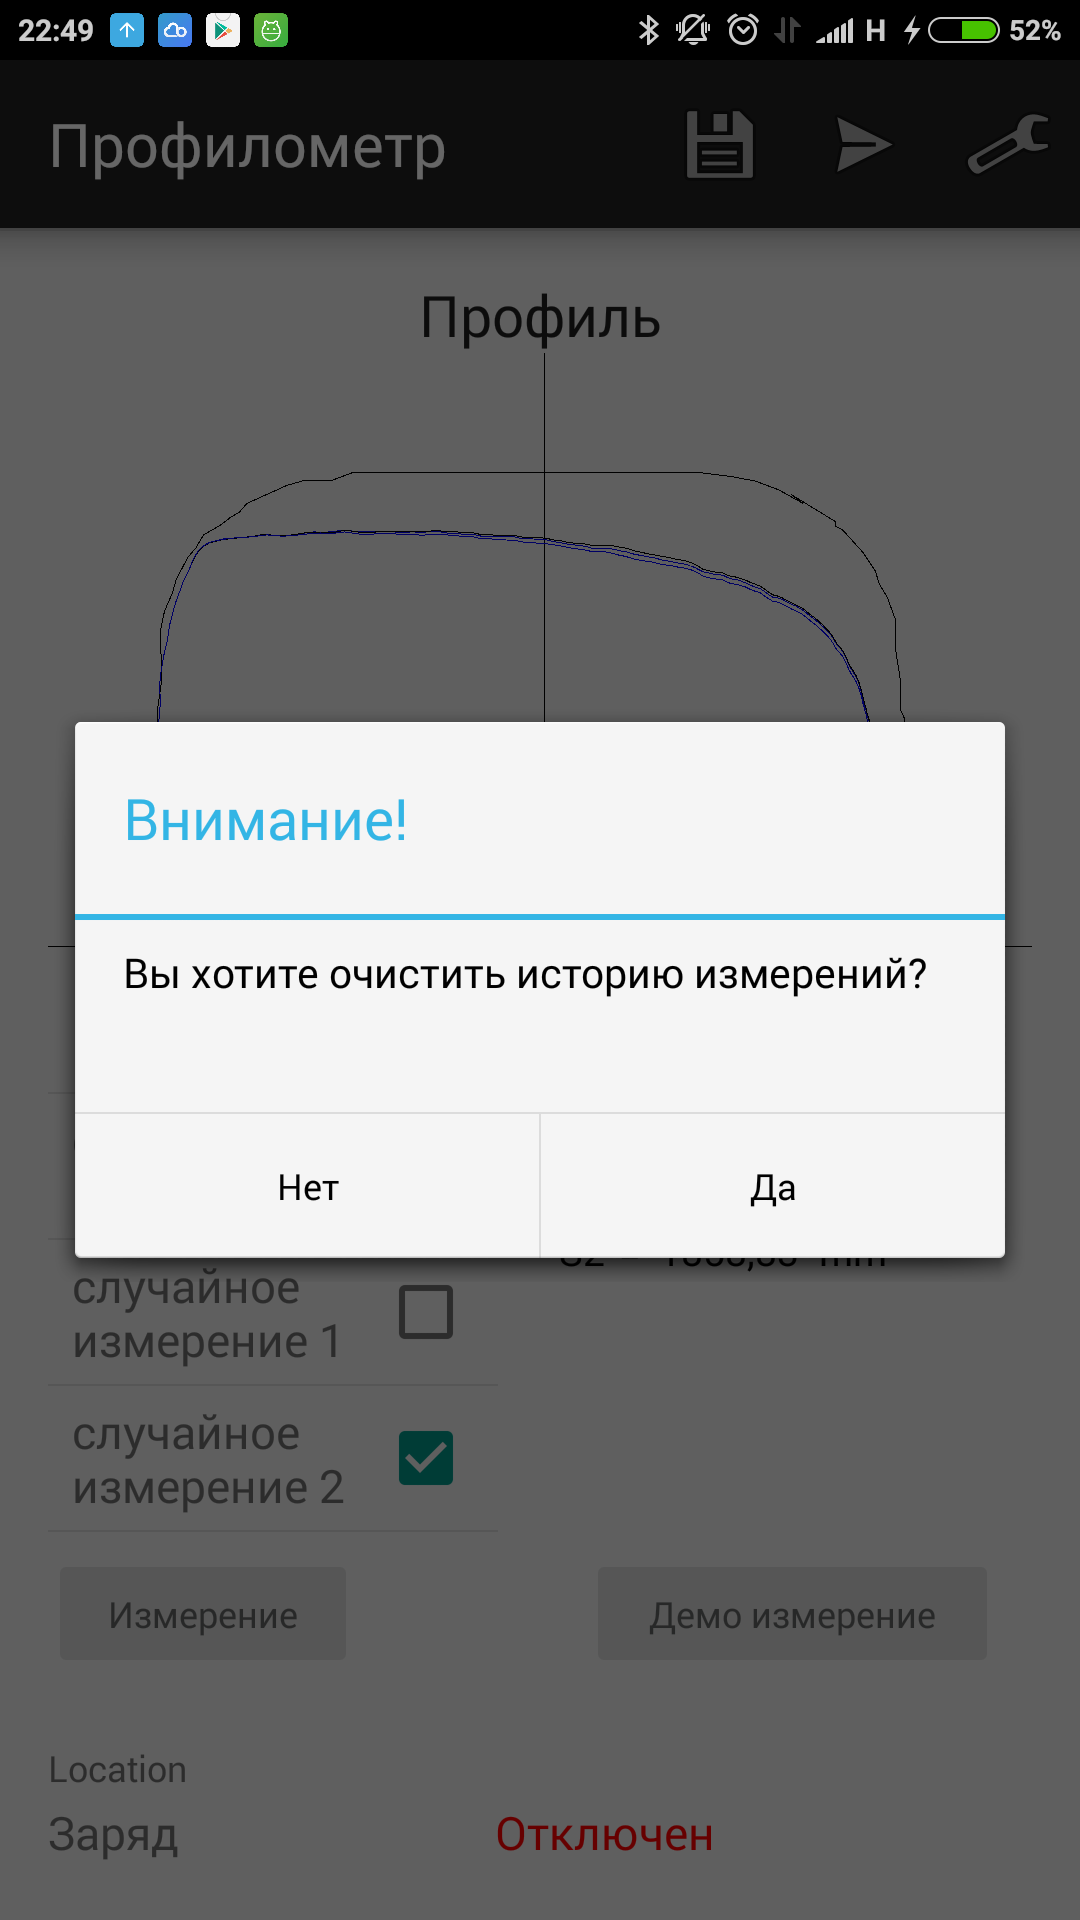 22:49
H
52%
Профилометр
Профиль
Внимание!
Вы хотите очистить историю измерений?
Нет
Да
случайное
измерение 1
случайное
измерение 2
Измерение
Демо измерение
Location
Заряд
Отключен